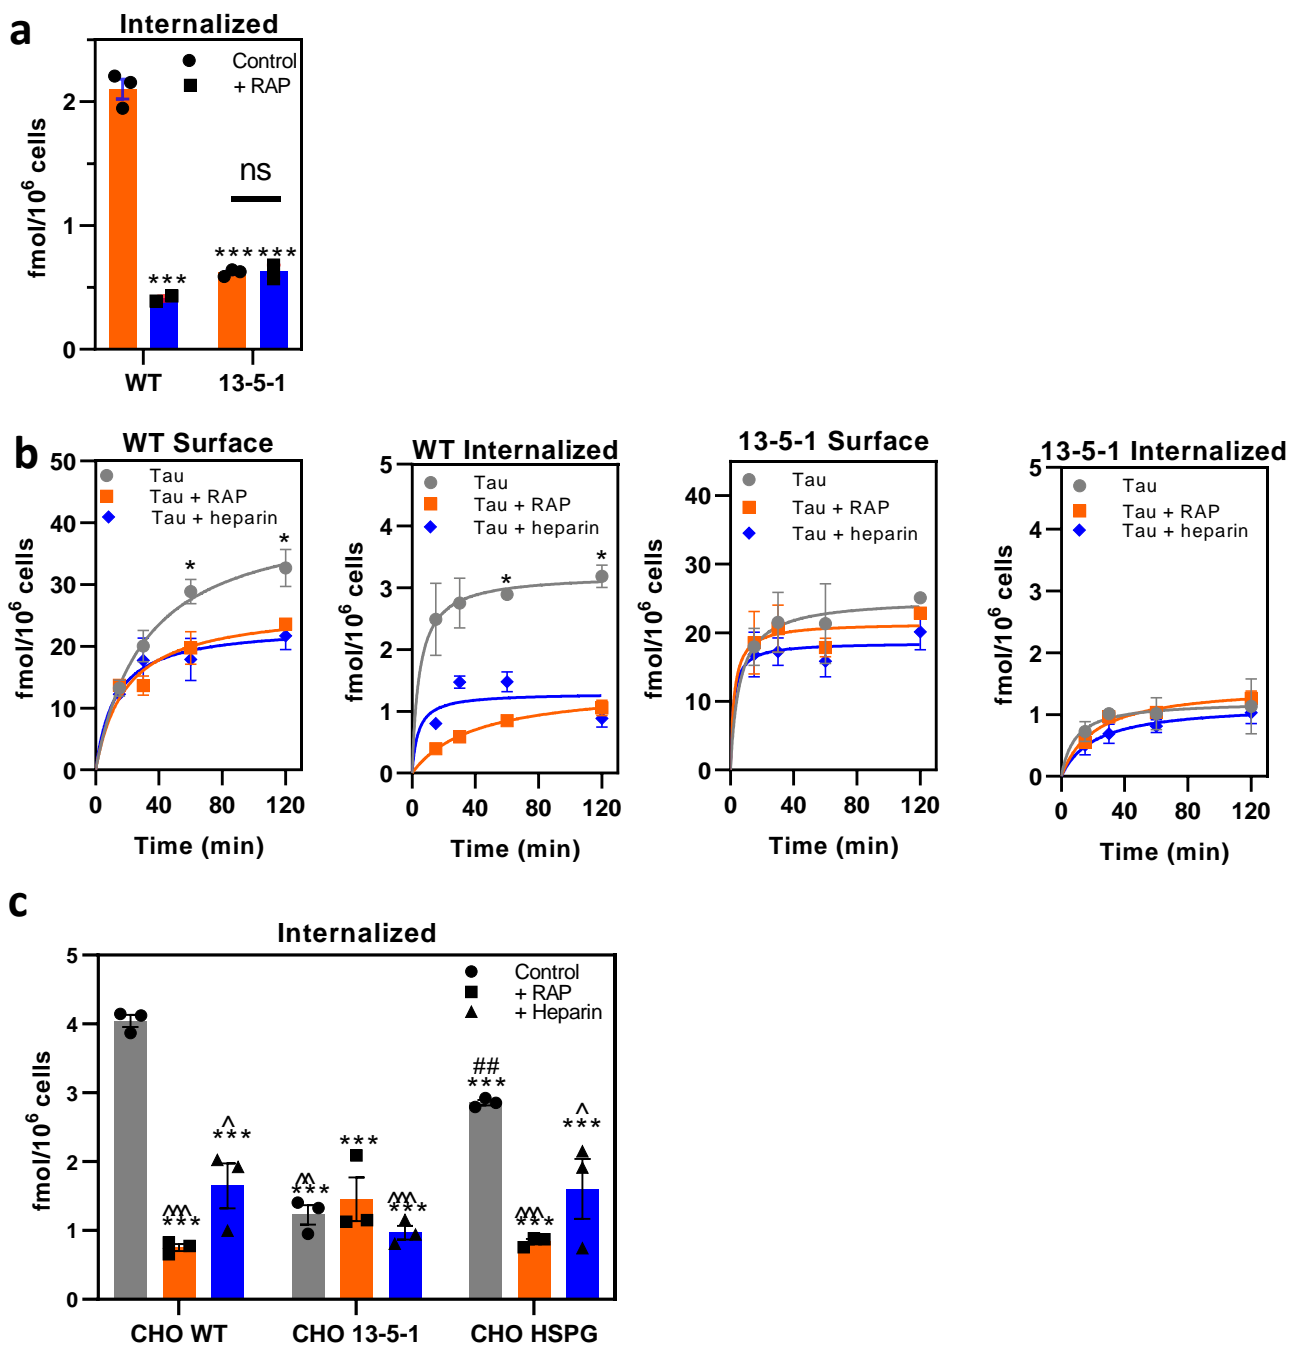 a
Internalized
Control
+ RAP
fmol/10⁶ cells
2
1
0
ns
***
***
***
WT
13-5-1
b
WT Surface
Tau
Tau + RAP
Tau + heparin
fmol/10⁶ cells
50
40
30
20
10
0
*
*
0
40
80
120
Time (min)
WT Internalized
Tau
Tau + RAP
Tau + heparin
fmol/10⁶ cells
5
4
3
2
1
0
*
*
0
40
80
120
Time (min)
13-5-1 Surface
Tau
Tau + RAP
Tau + heparin
fmol/10⁶ cells
40
30
20
10
0
0
40
80
120
Time (min)
13-5-1 Internalized
Tau
Tau + RAP
Tau + heparin
fmol/10⁶ cells
5
4
3
2
1
0
0
40
80
120
Time (min)
c
Internalized
Control
+ RAP
+ Heparin
fmol/10⁶ cells
5
4
3
2
1
0
^^^
***
^
***
^^
***
***
^^^
***
##
***
^^^
***
^
***
CHO WT
CHO 13-5-1
CHO HSPG